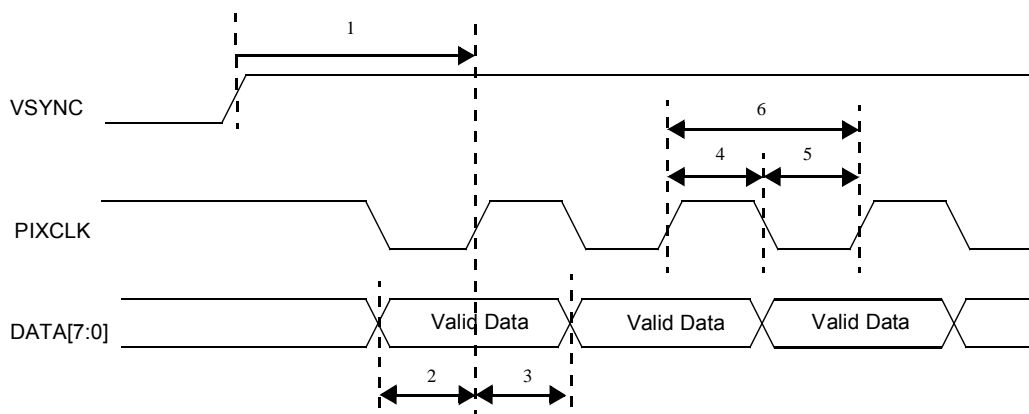 1
VSYNC
6
4 5
PIXCLK
DATA[7:0] Valid Data Valid Data Valid Data
2 3